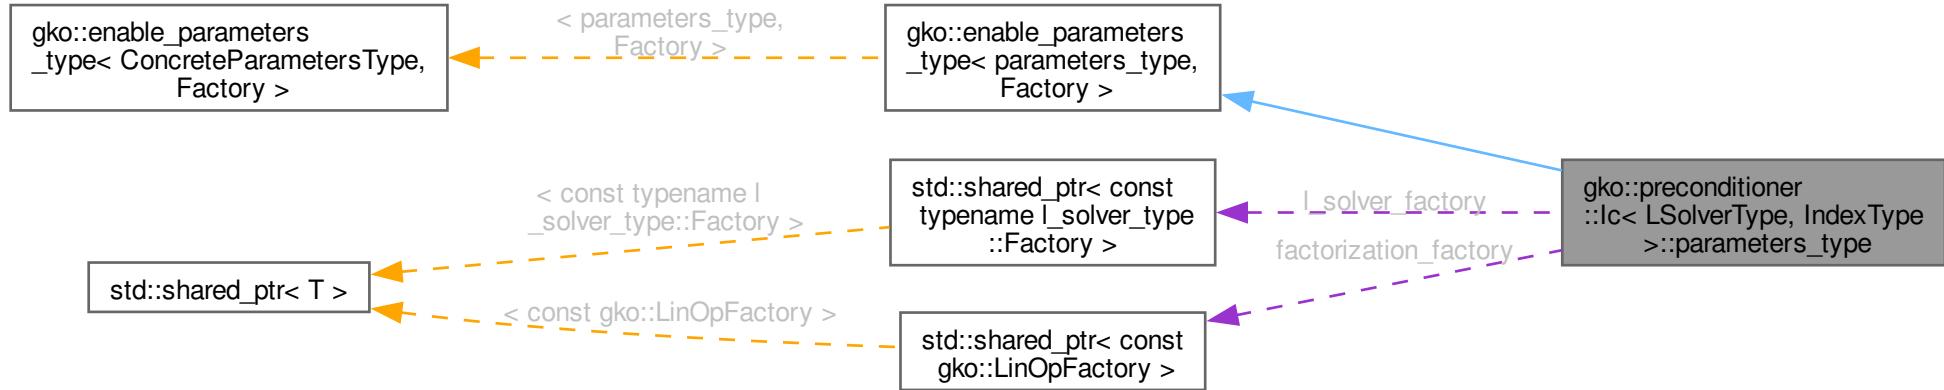 gko::enable_parameters
_type< ConcreteParametersType,
Factory >
< parameters_type,
Factory >
gko::enable_parameters
_type< parameters_type,
Factory >
std::shared_ptr< T >
< const typename l
_solver_type::Factory >
< const gko::LinOpFactory >
std::shared_ptr< const
typename l_solver_type
::Factory >
std::shared_ptr< const
gko::LinOpFactory >
l_solver_factory
factorization_factory
gko::preconditioner
::Ic< LSolverType, IndexType
>::parameters_type